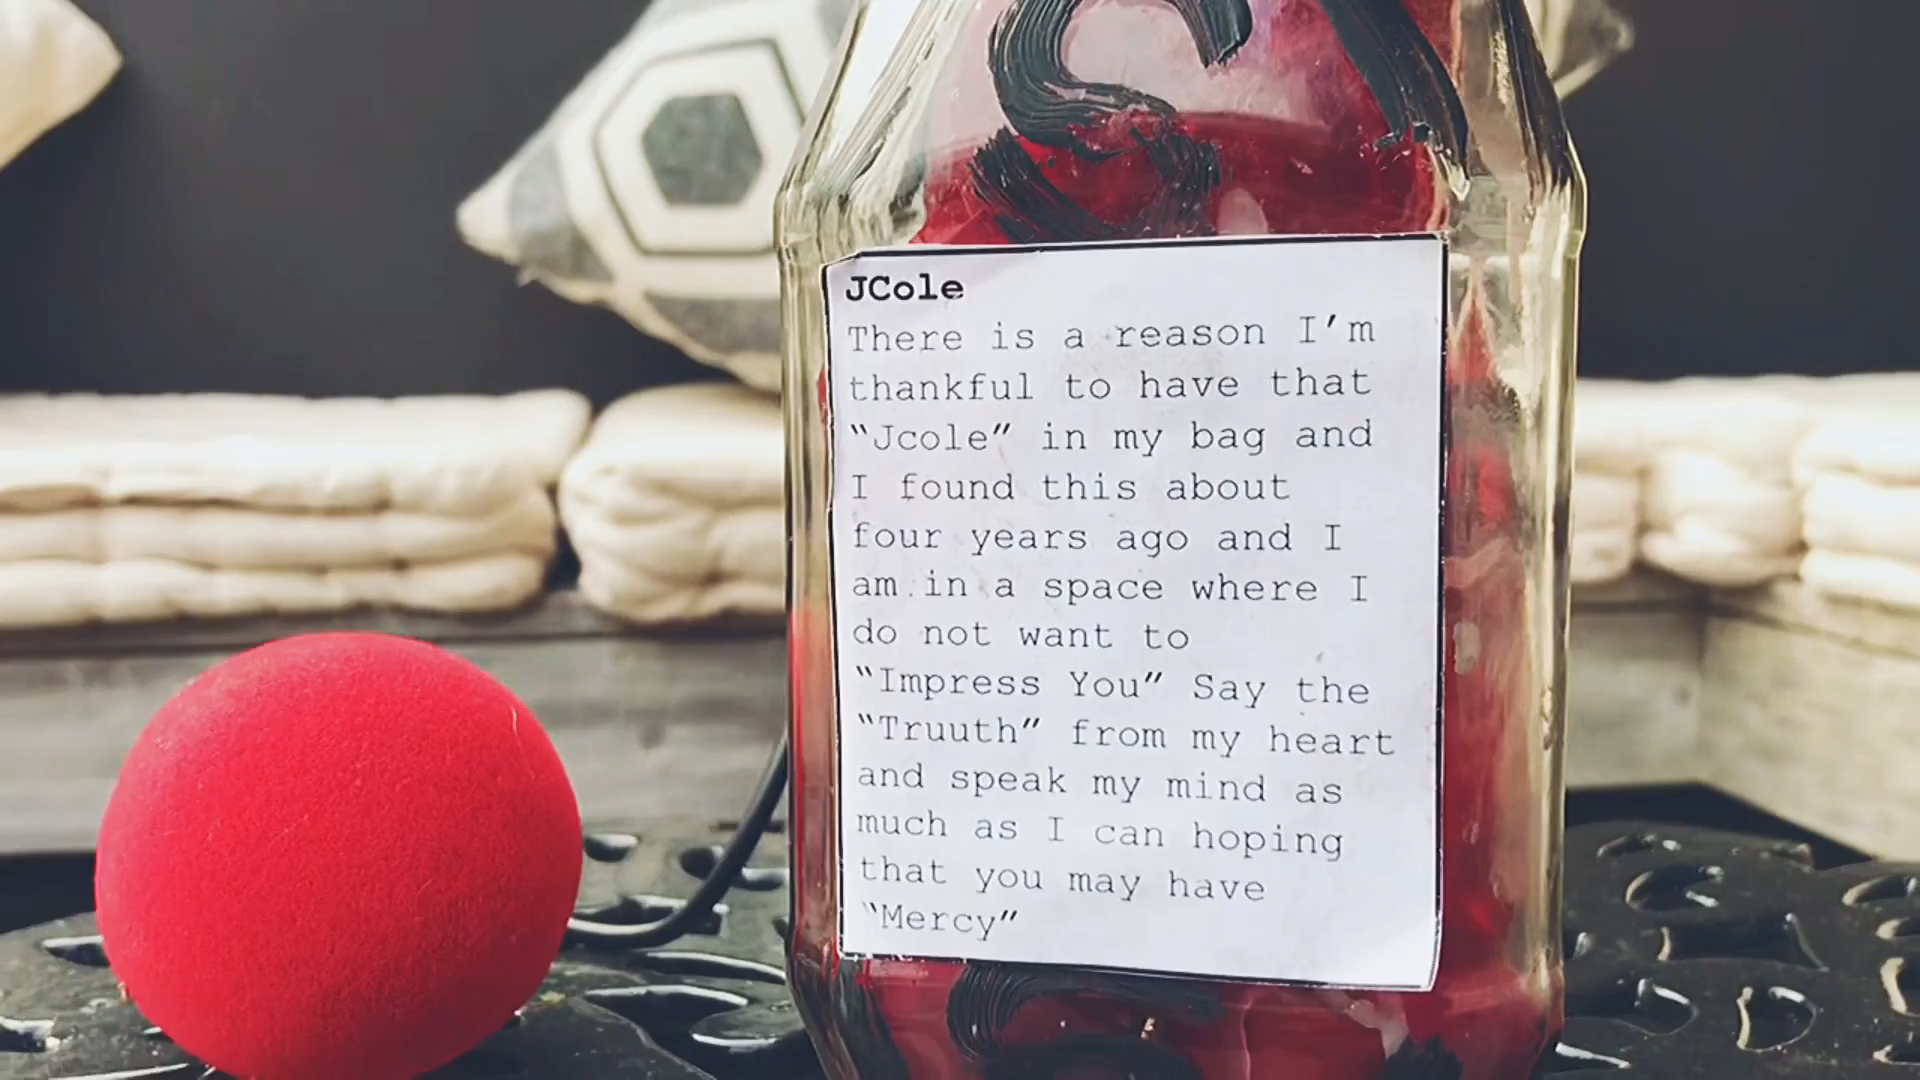 JCole
There is a reason I'm
thankful to have that
"Jcole" in my bag and
I found this about
four years ago and I
am in a space where I
do not want to
"Impress You" Say the
"Truuth" from my heart
and speak my mind as
much as I can hoping
that you may have
"Mercy"